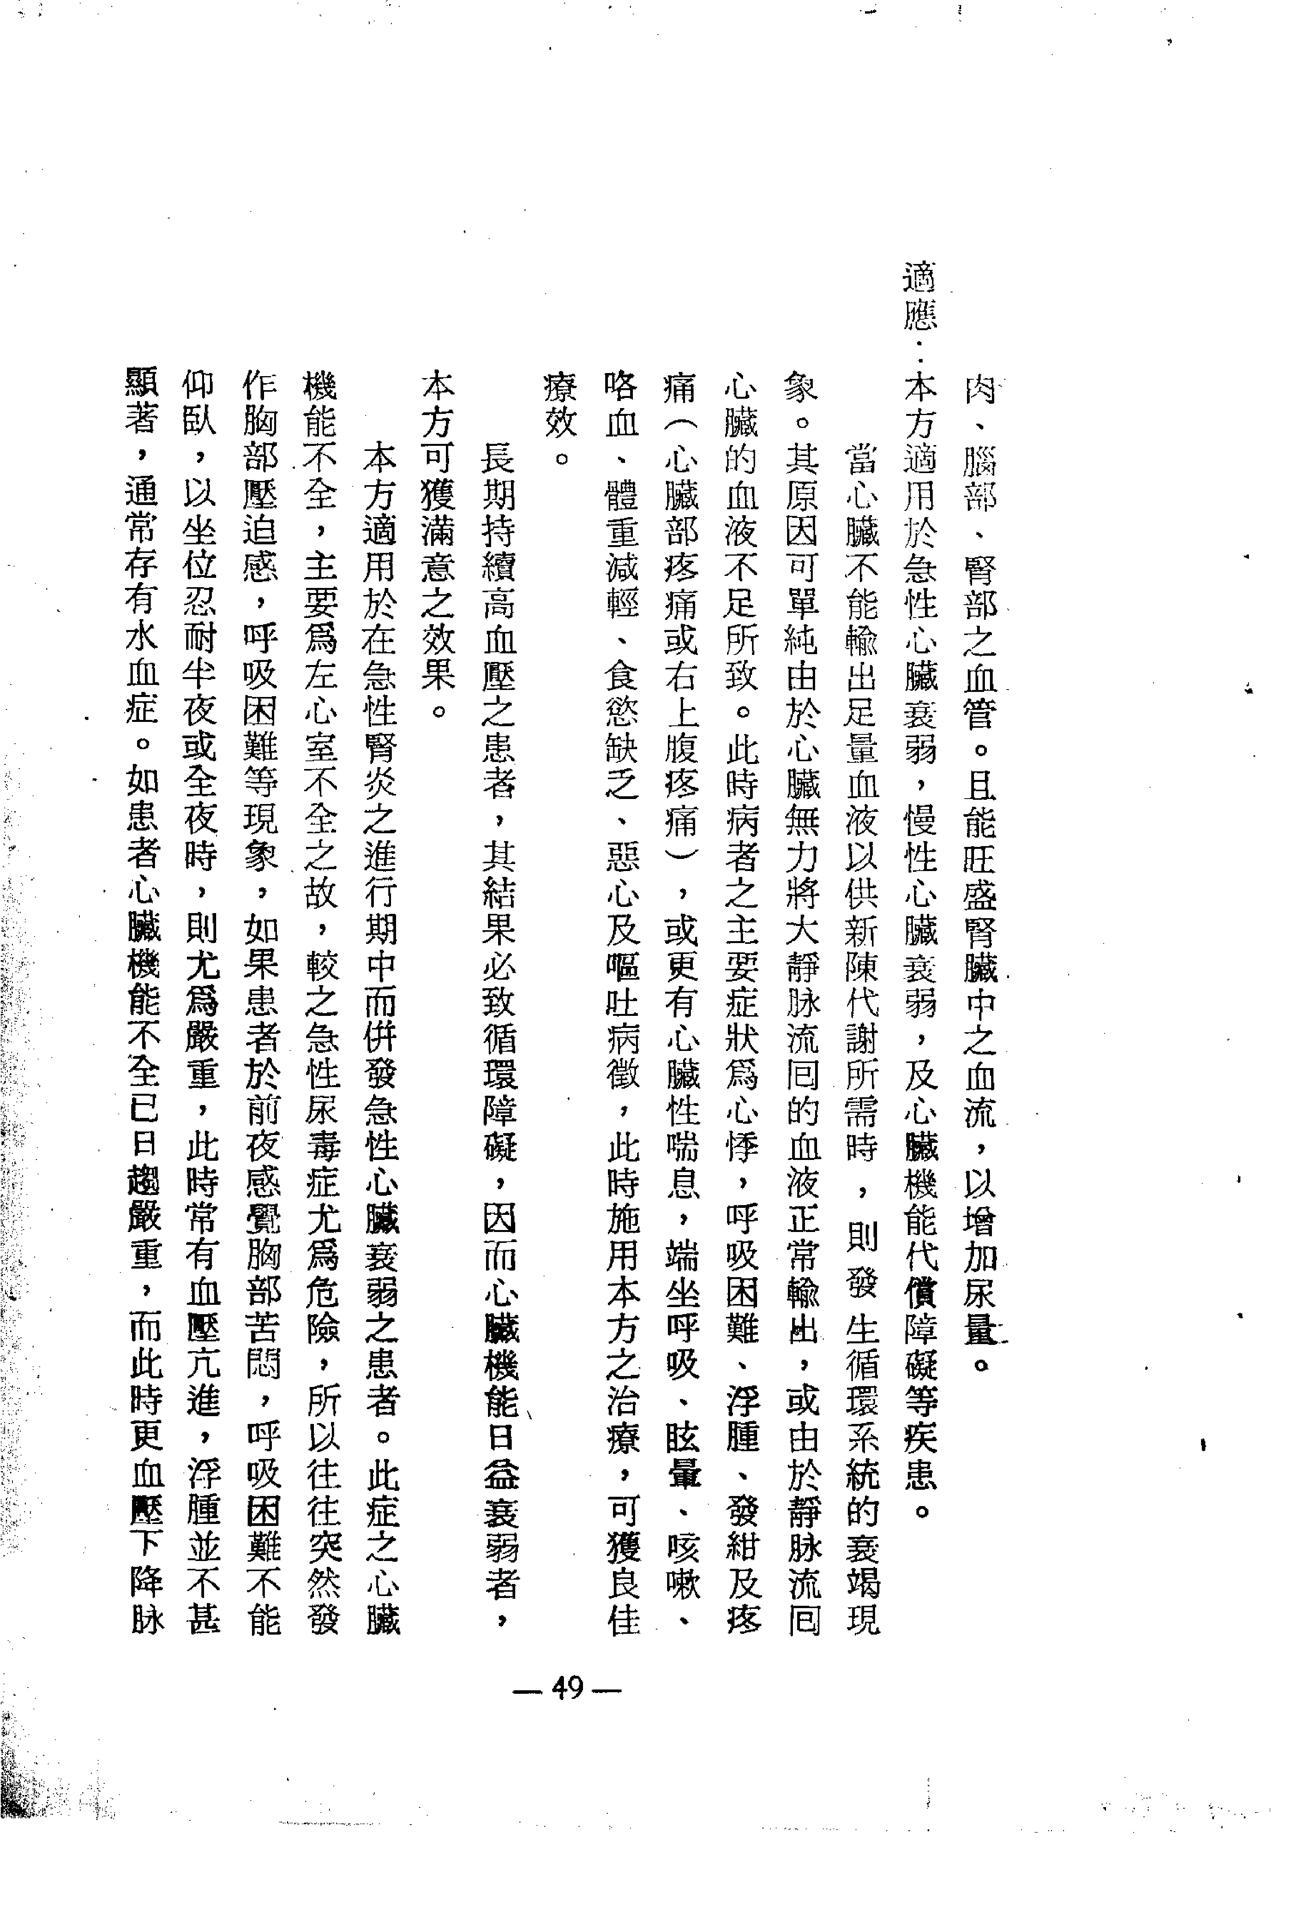 肉、腦部、腎部之血管。且能旺盛腎臟中之血流，以增加尿量。
適應：本方適用於急性心臟衰弱，慢性心臟衰弱，及心臟機能代償障礙等疾患。
當心臟不能輸出足量血液以供新陳代謝所需時，則發生循環系統的衰竭現
象。其原因可單純由於心臟無力將大靜脉流囘的血液正常輸出，或由於靜脉流囘
心臟的血液不足所致。此時病者之主要症狀爲心悸，呼吸困難、浮腫、發紺及疼
痛（心臟部疼痛或右上腹疼痛），或更有心臟性喘息，端坐呼吸、眩暈、咳嗽、
咯血、體重減輕、食慾缺乏、惡心及嘔吐病徵，此時施用本方之治療，可獲良佳
療效。
長期持續高血壓之患者，其結果必致循環障礙，因而心臟機能日益衰弱者，
本方可獲滿意之效果。
本方適用於在急性腎炎之進行期中而併發急性心臟衰弱之患者。此症之心臟
機能不全，主要爲左心室不全之故，較之急性尿毒症尤爲危險，所以往往突然發
作胸部壓迫感，呼吸困難等現象，如果患者於前夜感覺胸部苦悶，呼吸困難不能
仰臥，以坐位忍耐半夜或全夜時，則尤爲嚴重，此時常有血壓亢進，浮腫並不甚
顯著，通常存有水血症。如患者心臟機能不全已日趨嚴重，而此時更血壓下降脉
— 49 —